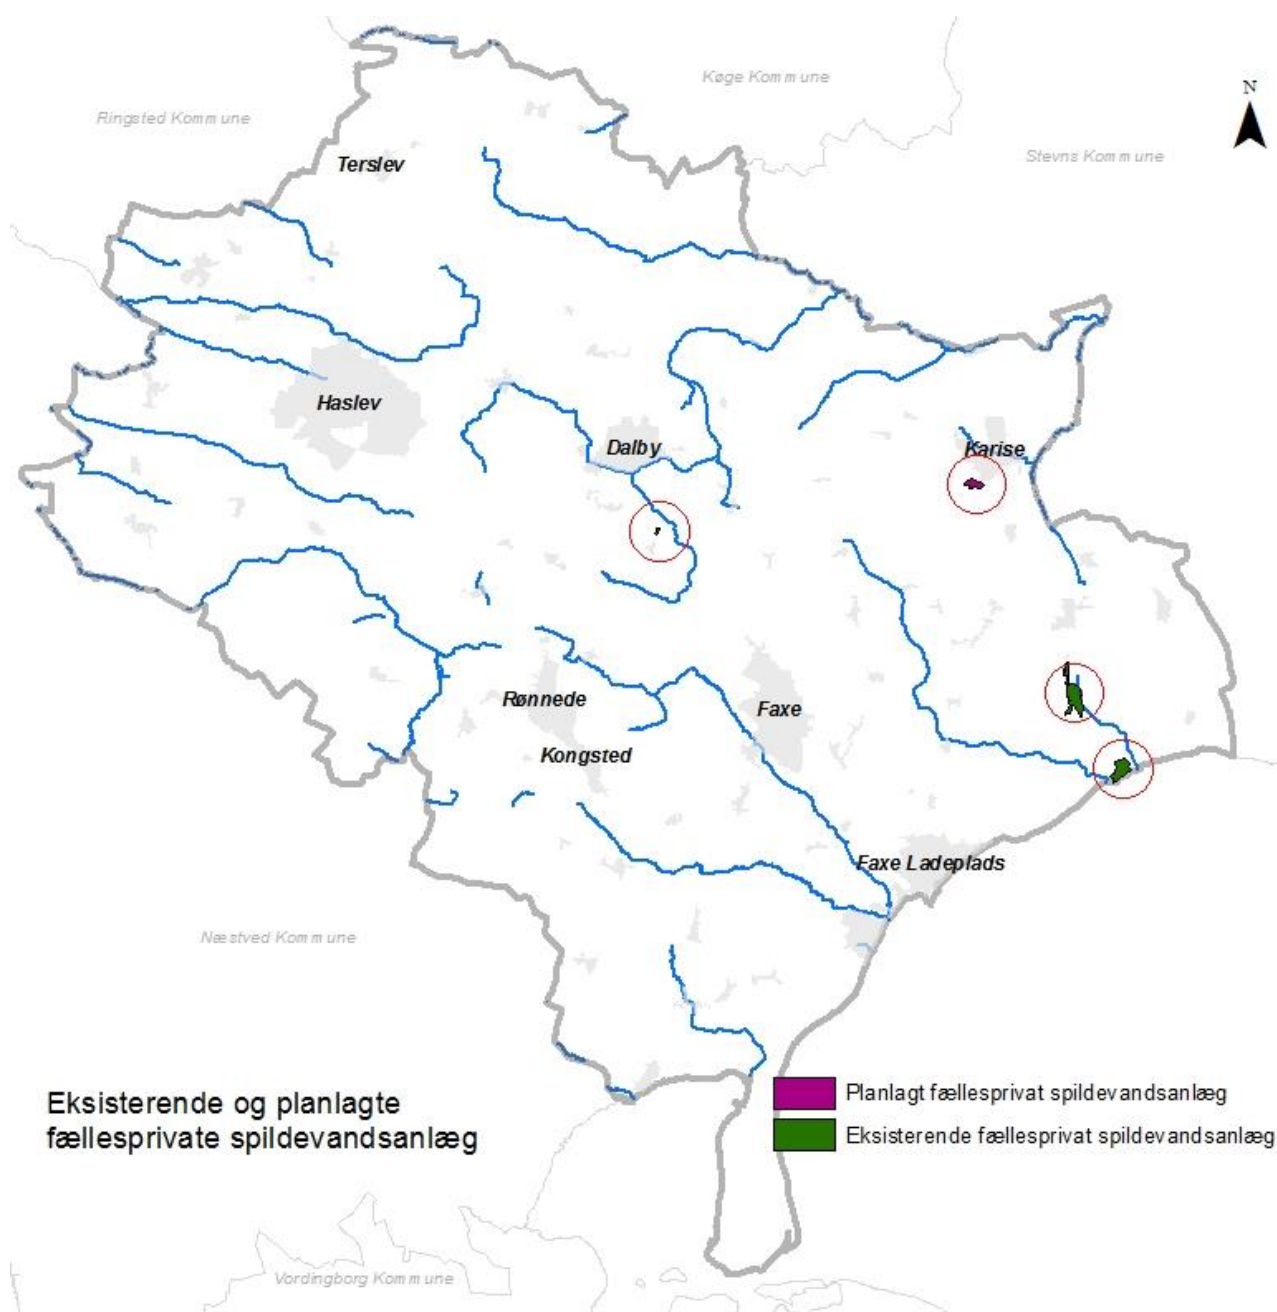 Køge Kommune
N
Ringsted Kommune
Stevns Kommune
Terslev
Haslev
Dalby
Karise
Rønnede
Faxe
Kongsted
Faxe Ladeplads
Næstved Kommune
Eksisterende og planlagte
fællesprivate spildevandsanlæg
Planlagt fællesprivat spildevandsanlæg
Eksisterende fællesprivat spildevandsanlæg
Vordingborg Kommune